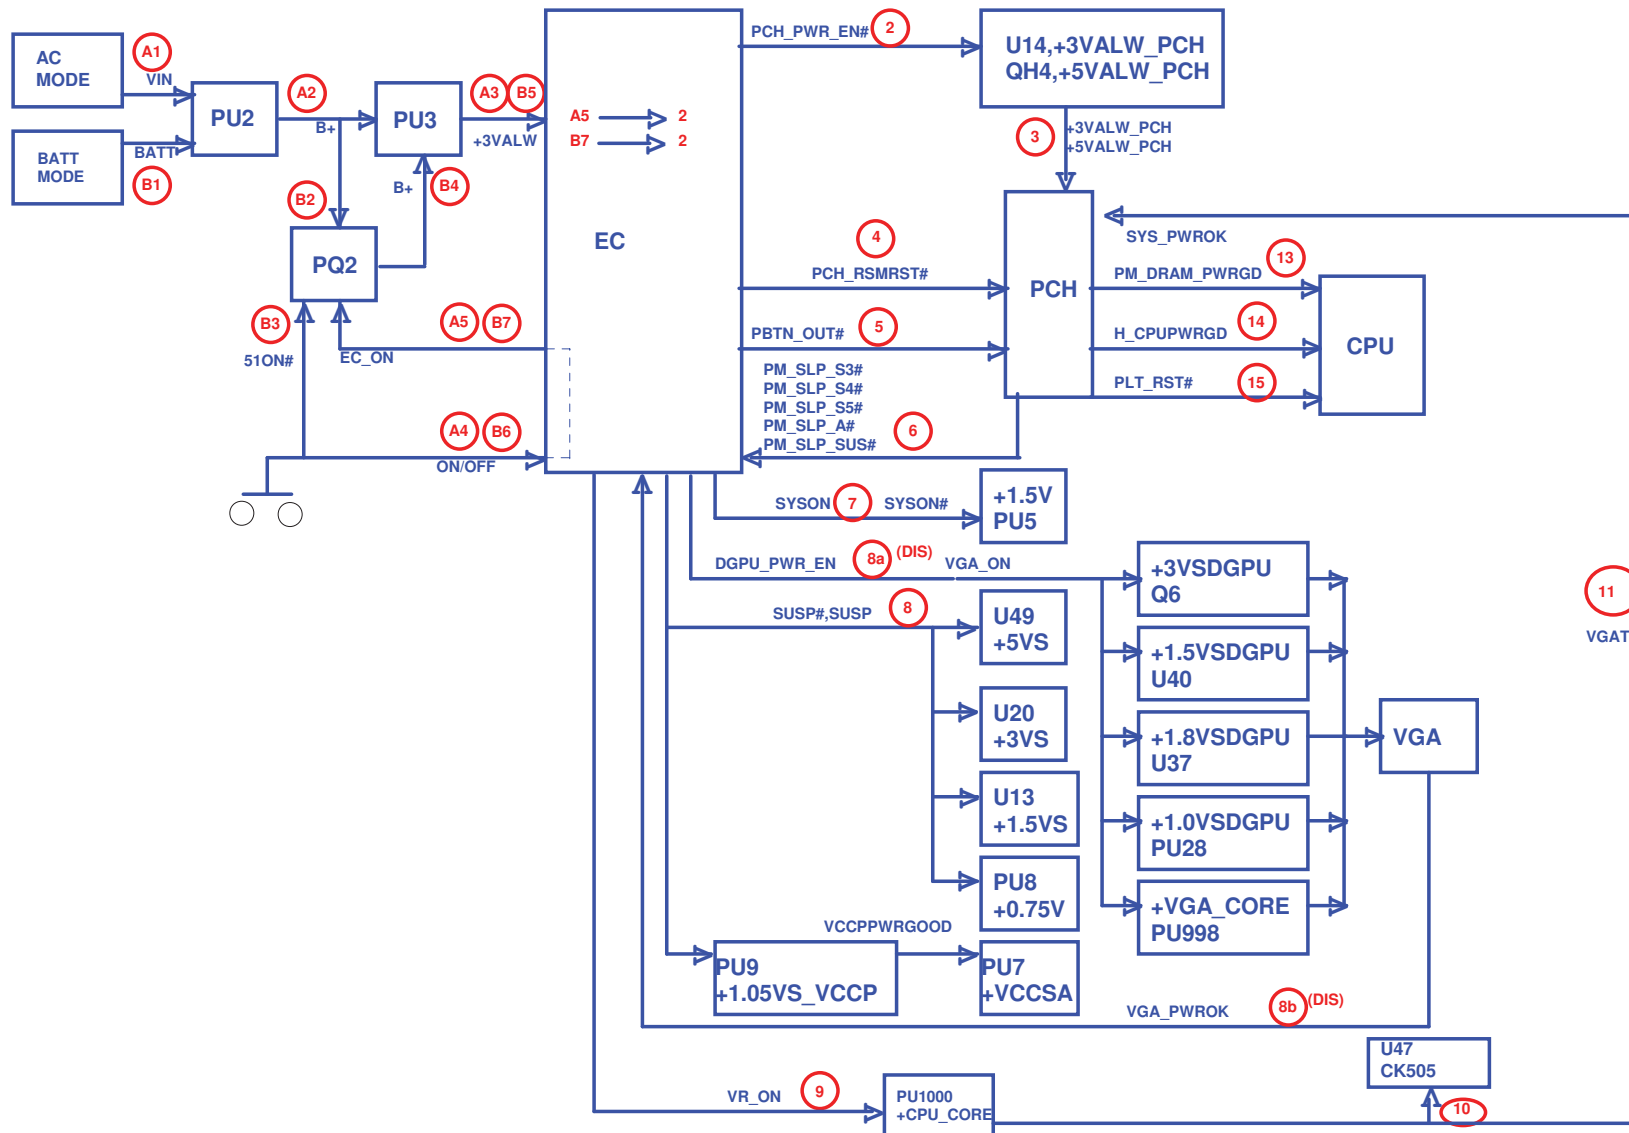 AC
MODE
A1
VIN
BATT
MODE
BATT
B1
PU2
A2
B+
PU3
A3
B5
+3VALW
B2
B+
B4
PQ2
B3
51ON#
A5
B7
EC_ON
A4
B6
ON/OFF
A5
2
B7
2
EC
PCH_PWR_EN#
2
U14,+3VALW_PCH
QH4,+5VALW_PCH
3
+3VALW_PCH
+5VALW_PCH
4
PCH_RSMRST#
PBTN_OUT#
5
PM_SLP_S3#
PM_SLP_S4#
PM_SLP_S5#
PM_SLP_A#
PM_SLP_SUS#
6
PCH
SYS_PWROK
PM_DRAM_PWRGD
13
H_CPUPWRGD
14
PLT_RST#
15
CPU
SYSON
7
SYSON#
+1.5V
PU5
DGPU_PWR_EN
8a
(DIS)
VGA_ON
SUSP#,SUSP
8
U49
+5VS
U20
+3VS
U13
+1.5VS
PU8
+0.75V
VCCPPWRGOOD
PU9
+1.05VS_VCCP
PU7
+VCCSA
+3VSDGPU
Q6
+1.5VSDGPU
U40
+1.8VSDGPU
U37
+1.0VSDGPU
PU28
+VGA_CORE
PU998
VGA
11
VGAT
VGA_PWROK
8b
(DIS)
U47
CK505
VR_ON
9
PU1000
+CPU_CORE
10